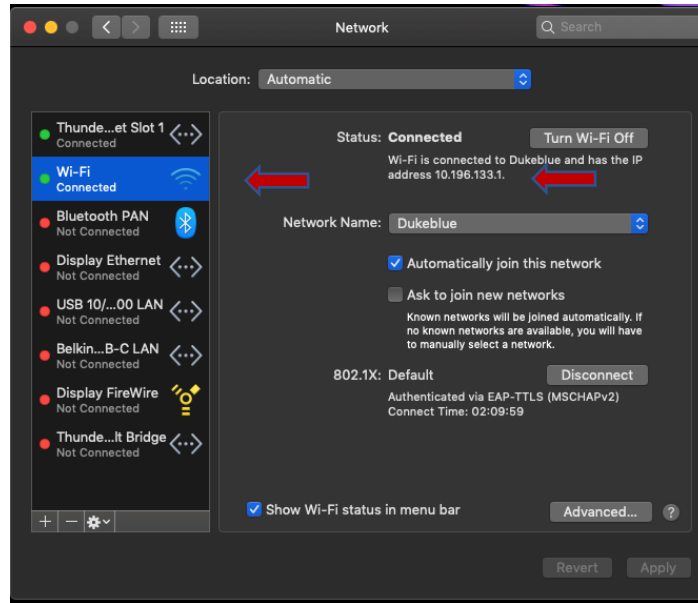 Network
Search
Location: Automatic
Thunde...et Slot 1
Connected
Wi-Fi
Connected
Bluetooth PAN
Not Connected
Display Ethernet
Not Connected
USB 10/...00 LAN
Not Connected
Belkin...B-C LAN
Not Connected
Display FireWire
Not Connected
Thunde...lt Bridge
Not Connected
Status: Connected
Turn Wi-Fi Off
Wi-Fi is connected to Dukeblue and has the IP
address 10.196.133.1.
Network Name: Dukeblue
Automatically join this network
Ask to join new networks
Known networks will be joined automatically. If
no known networks are available, you will have
to manually select a network.
802.1X: Default
Disconnect
Authenticated via EAP-TTLS (MSCHAPv2)
Connect Time: 02:09:59
Show Wi-Fi status in menu bar
Advanced...
?
Revert
Apply